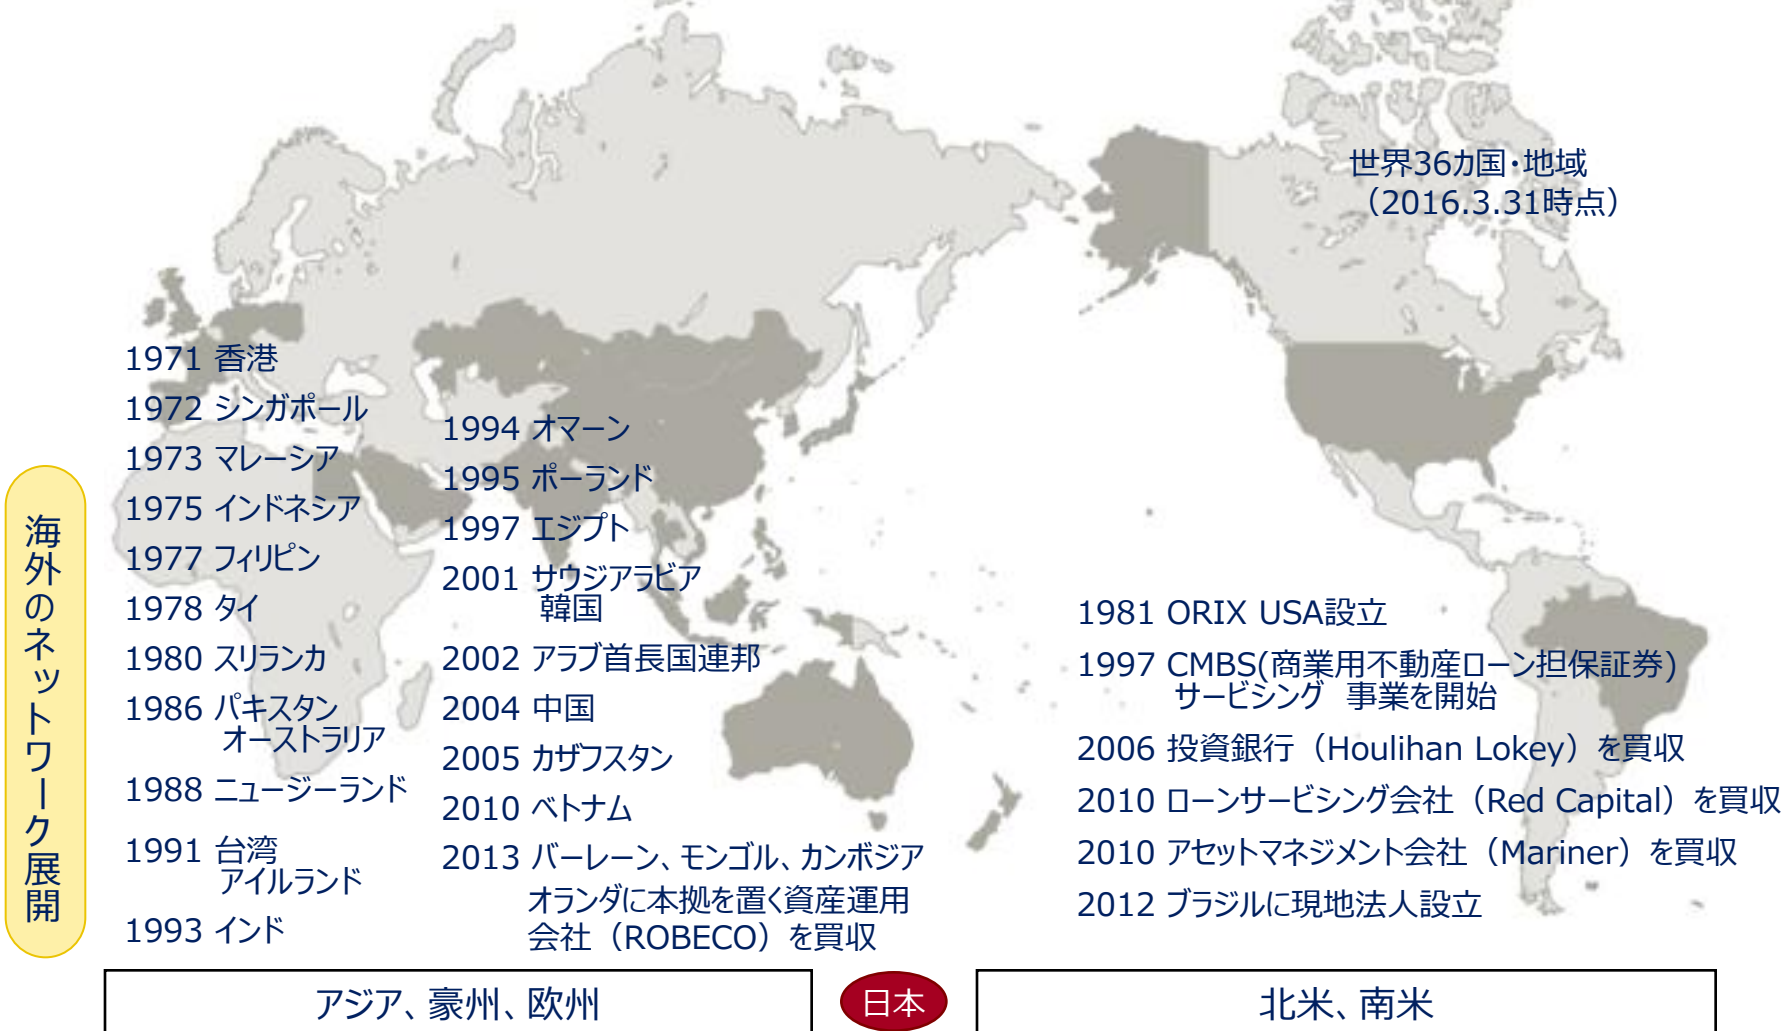 世界36カ国・地域
（2016.3.31時点）
海外のネットワーク展開
1971 香港
1972 シンガポール
1973 マレーシア
1975 インドネシア
1977 フィリピン
1978 タイ
1980 スリランカ
1986 パキスタン
オーストラリア
1988 ニュージーランド
1991 台湾
アイルランド
1993 インド
1994 オマーン
1995 ポーランド
1997 エジプト
2001 サウジアラビア
韓国
2002 アラブ首長国連邦
2004 中国
2005 カザフスタン
2010 ベトナム
2013 バーレーン、モンゴル、カンボジア
オランダに本拠を置く資産運用
会社（ROBECO）を買収
1981 ORIX USA設立
1997 CMBS(商業用不動産ローン担保証券)
サービシング　事業を開始
2006 投資銀行（Houlihan Lokey）を買収
2010 ローンサービシング会社（Red Capital）を買収
2010 アセットマネジメント会社（Mariner）を買収
2012 ブラジルに現地法人設立
アジア、豪州、欧州
日本
北米、南米